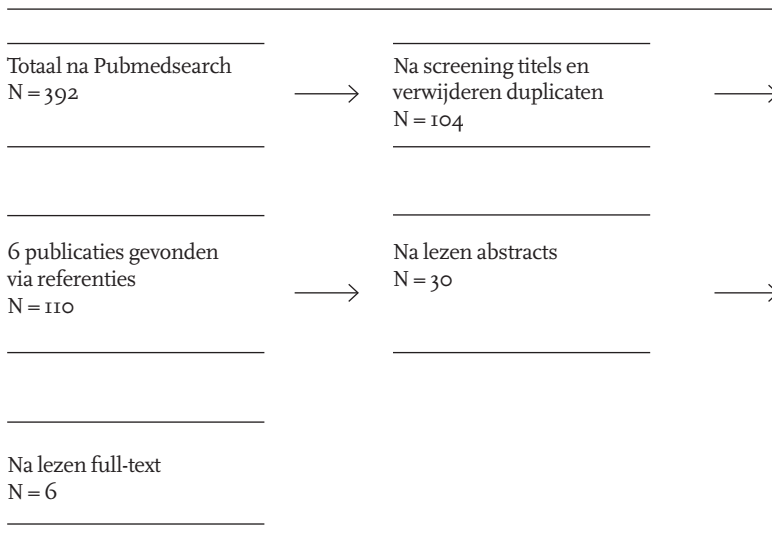 Totaal na Pubmedsearch
N = 392
Na screening titels en
verwijderen duplicaten
N = 104
6 publicaties gevonden
via referenties
N = 110
Na lezen abstracts
N = 30
Na lezen full-text
N = 6